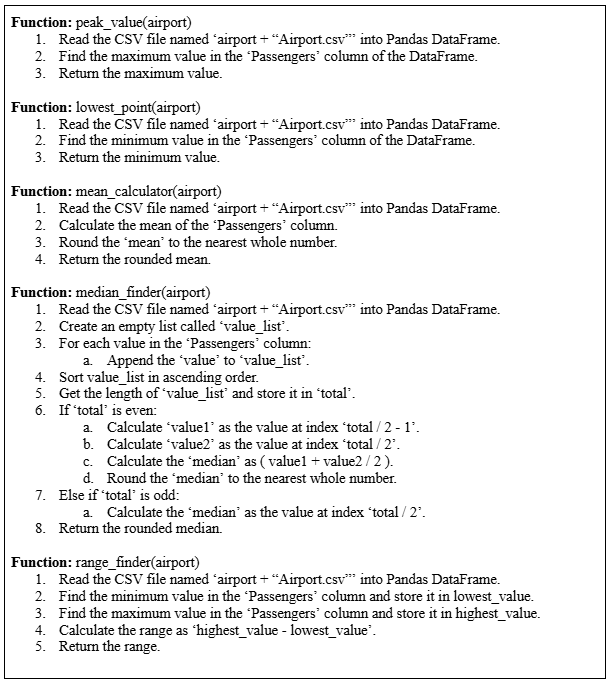 Function: peak_value(airport)
1. Read the CSV file named ‘airport + “Airport.csv”’ into Pandas DataFrame.
2. Find the maximum value in the ‘Passengers’ column of the DataFrame.
3. Return the maximum value.
Function: lowest_point(airport)
1. Read the CSV file named ‘airport + “Airport.csv”’ into Pandas DataFrame.
2. Find the minimum value in the ‘Passengers’ column of the DataFrame.
3. Return the minimum value.
Function: mean_calculator(airport)
1. Read the CSV file named ‘airport + “Airport.csv”’ into Pandas DataFrame.
2. Calculate the mean of the ‘Passengers’ column.
3. Round the ‘mean’ to the nearest whole number.
4. Return the rounded mean.
Function: median_finder(airport)
1. Read the CSV file named ‘airport + “Airport.csv”’ into Pandas DataFrame.
2. Create an empty list called ‘value_list’.
3. For each value in the ‘Passengers’ column:
a. Append the ‘value’ to ‘value_list’.
4. Sort value_list in ascending order.
5. Get the length of ‘value_list’ and store it in ‘total’.
6. If ‘total’ is even:
a. Calculate ‘value1’ as the value at index ‘total / 2 - 1’.
b. Calculate ‘value2’ as the value at index ‘total / 2’.
c. Calculate the ‘median’ as ( value1 + value2 / 2 ).
d. Round the ‘median’ to the nearest whole number.
7. Else if ‘total’ is odd:
a. Calculate the ‘median’ as the value at index ‘total / 2’.
8. Return the rounded median.
Function: range_finder(airport)
1. Read the CSV file named ‘airport + “Airport.csv”’ into Pandas DataFrame.
2. Find the minimum value in the ‘Passengers’ column and store it in lowest_value.
3. Find the maximum value in the ‘Passengers’ column and store it in highest_value.
4. Calculate the range as ‘highest_value - lowest_value’.
5. Return the range.